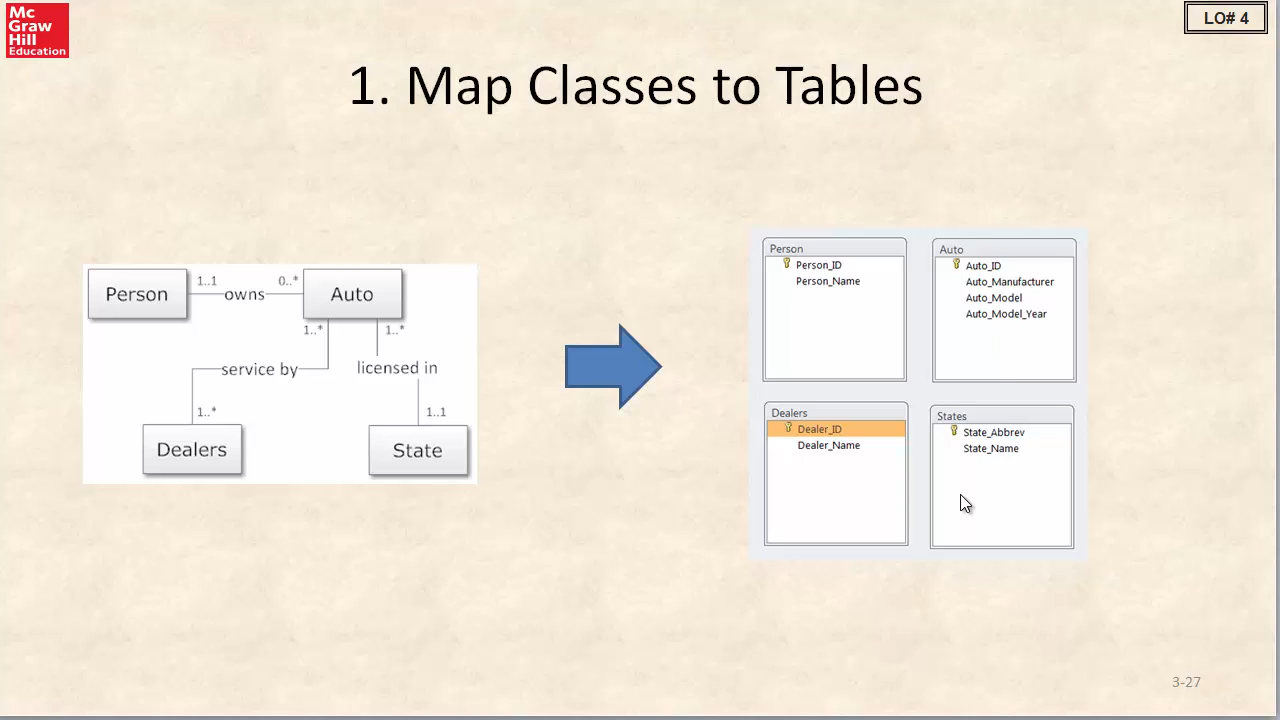 Mc
Graw
Hill
Education
LO# 4
1. Map Classes to Tables
Person
1..1
owns
0..*
Auto
1..*
1..*
service by
licensed in
1..*
1..1
Dealers
State
Person
Person_ID
Person_Name
Auto
Auto_ID
Auto_Manufacturer
Auto_Model
Auto_Model_Year
Dealers
Dealer_ID
Dealer_Name
States
State_Abbrev
State_Name
3-27